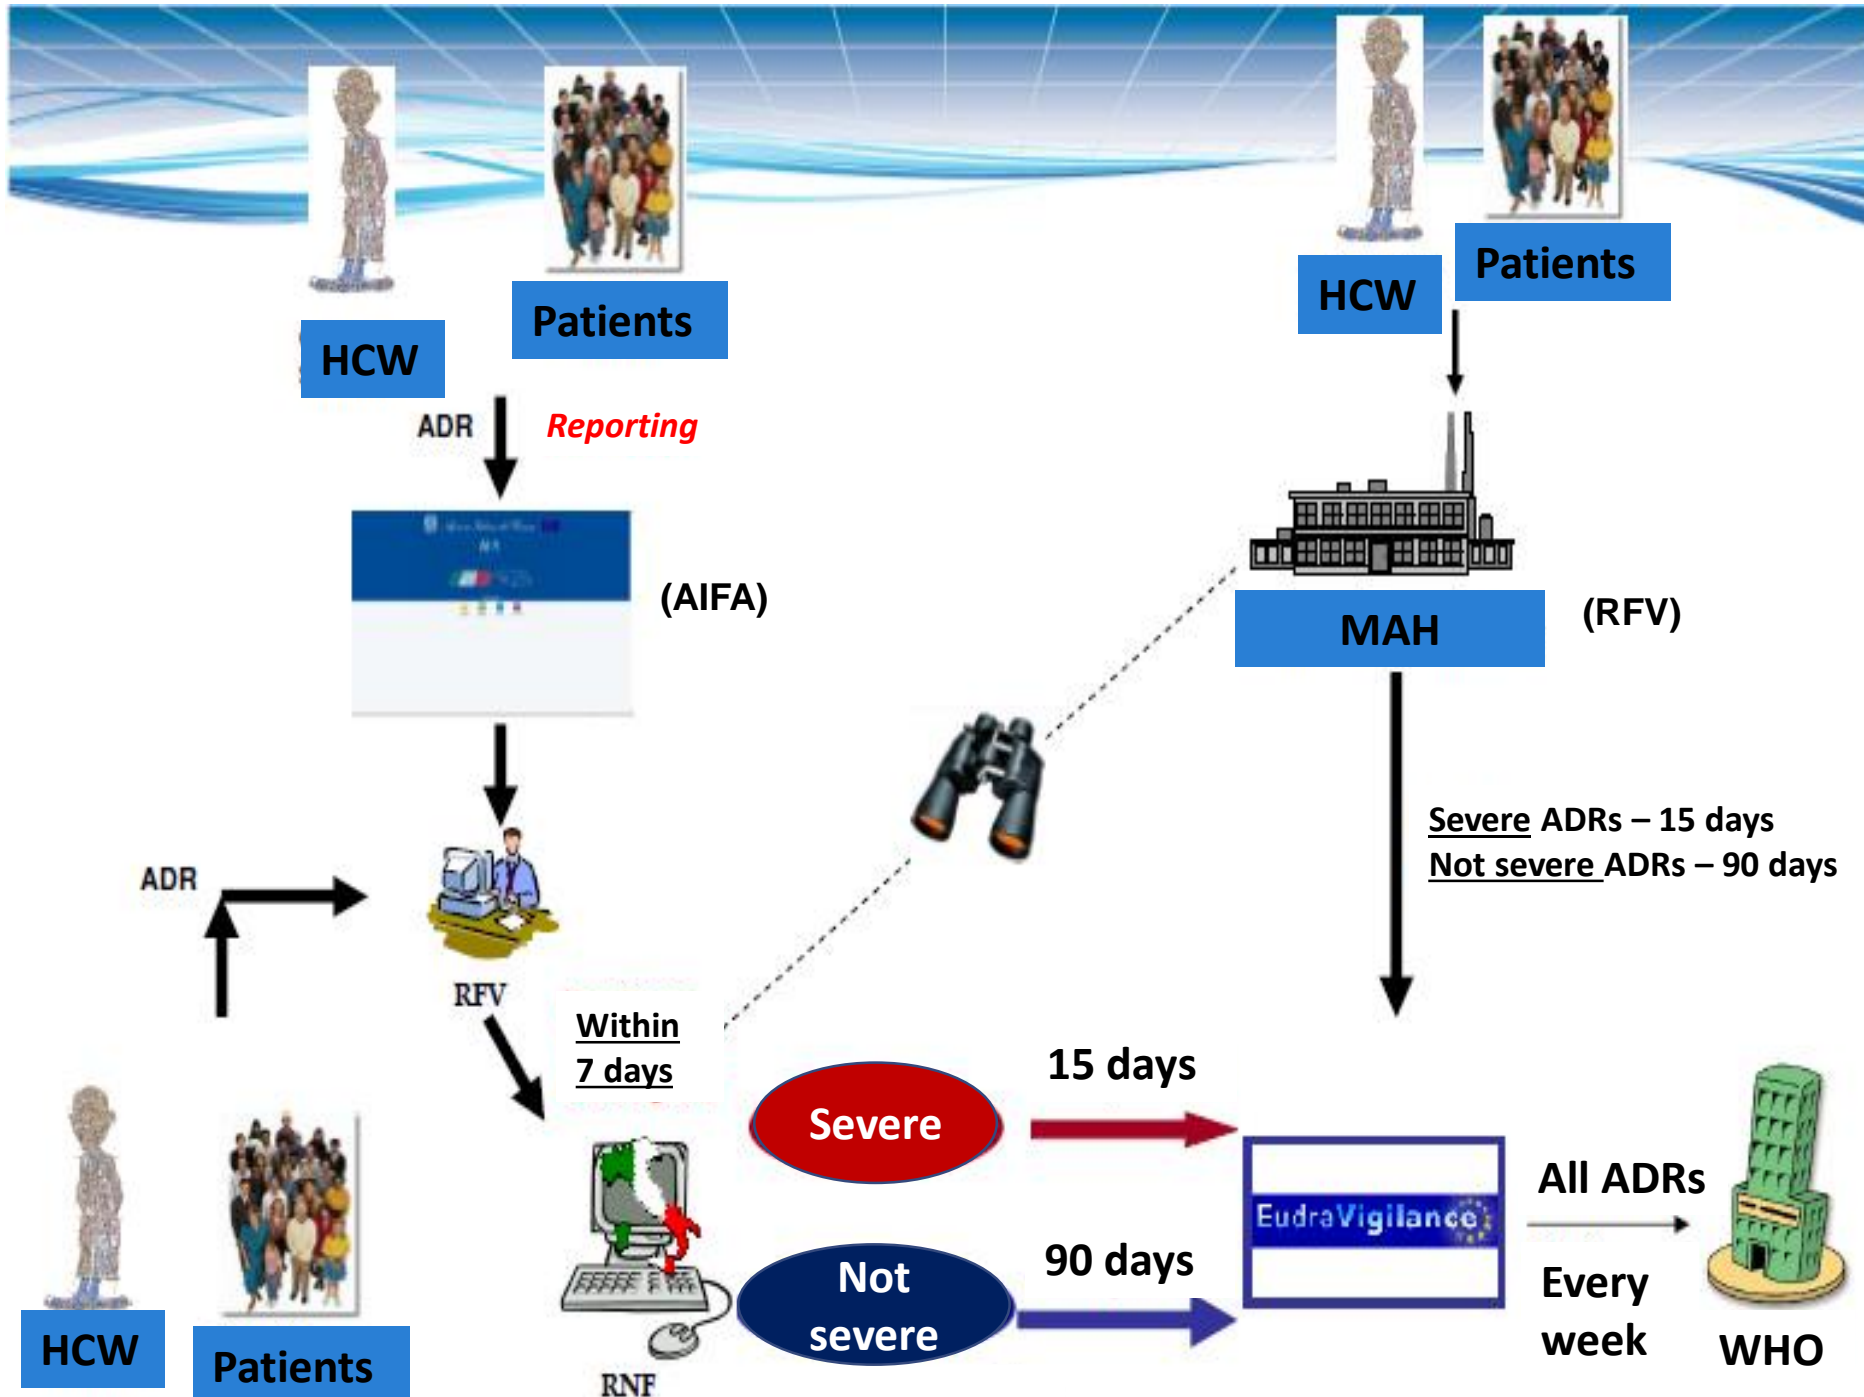 HCW
Patients
HCW
Patients
ADR
Reporting
(AIFA)
MAH
(RFV)
Severe ADRs – 15 days
Not severe ADRs – 90 days
ADR
RFV
Within
7 days
Severe
15 days
Not
severe
90 days
EudraVigilance
All ADRs
Every
week
WHO
RNF
HCW
Patients